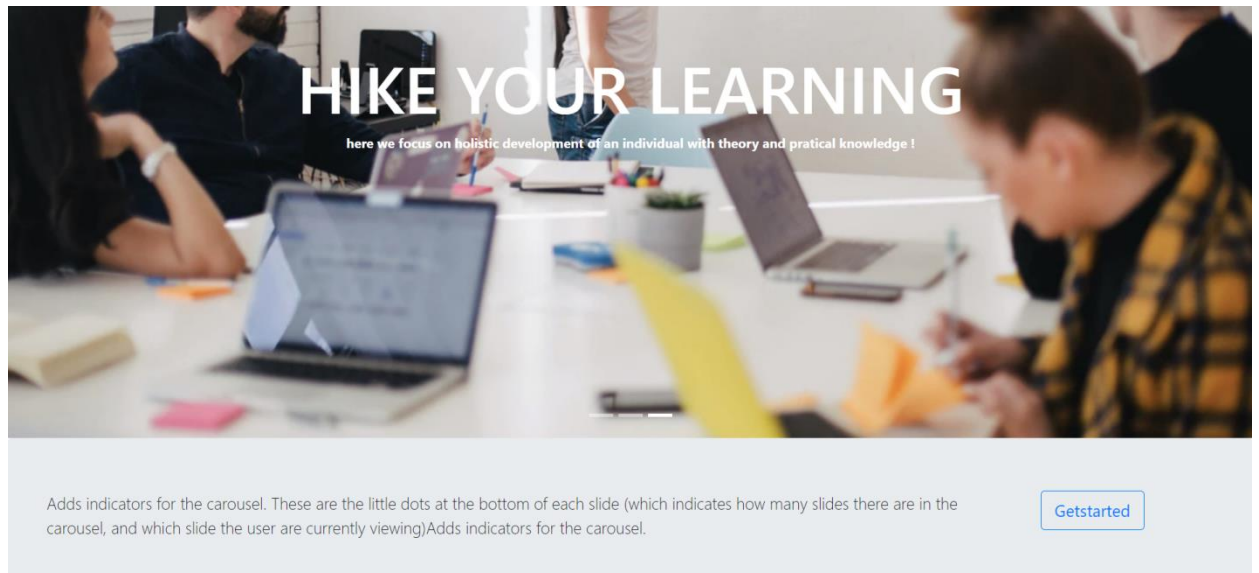 HIKE YOUR LEARNING
here we focus on holistic development of an individual with theory and pratical knowledge !
Adds indicators for the carousel. These are the little dots at the bottom of each slide (which indicates how many slides there are in the
carousel, and which slide the user are currently viewing)Adds indicators for the carousel.
Getstarted